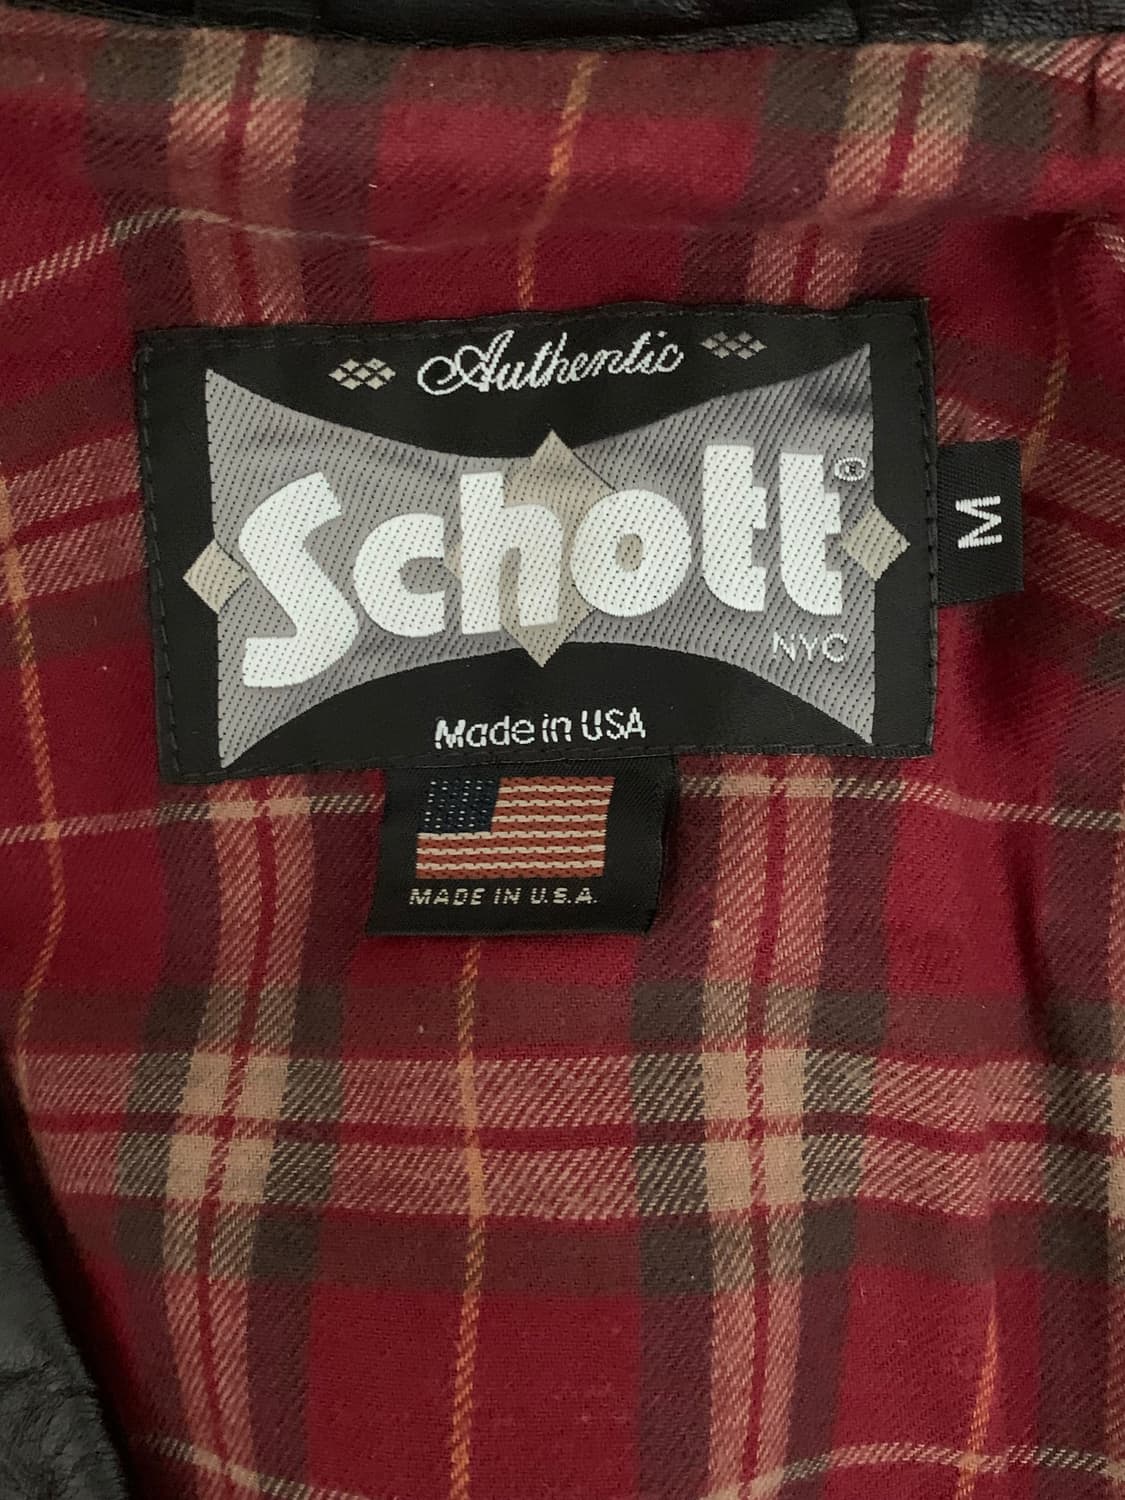 Authentic
Schott
NYC
M
Made in USA
MADE IN U.S.A.